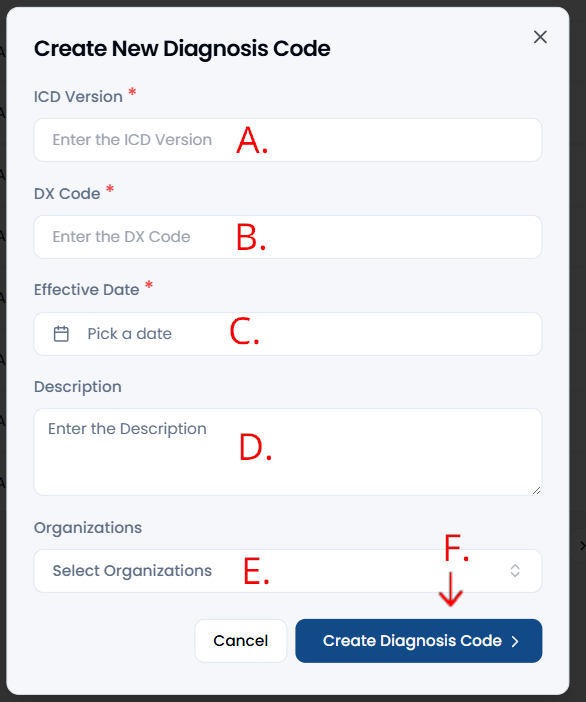 Create New Diagnosis Code
ICD Version *
Enter the ICD Version A.
DX Code *
Enter the DX Code B.
Effective Date *
Pick a date C.
Description
Enter the Description
D.
Organizations
F.
Select Organizations E.
Cancel Create Diagnosis Code